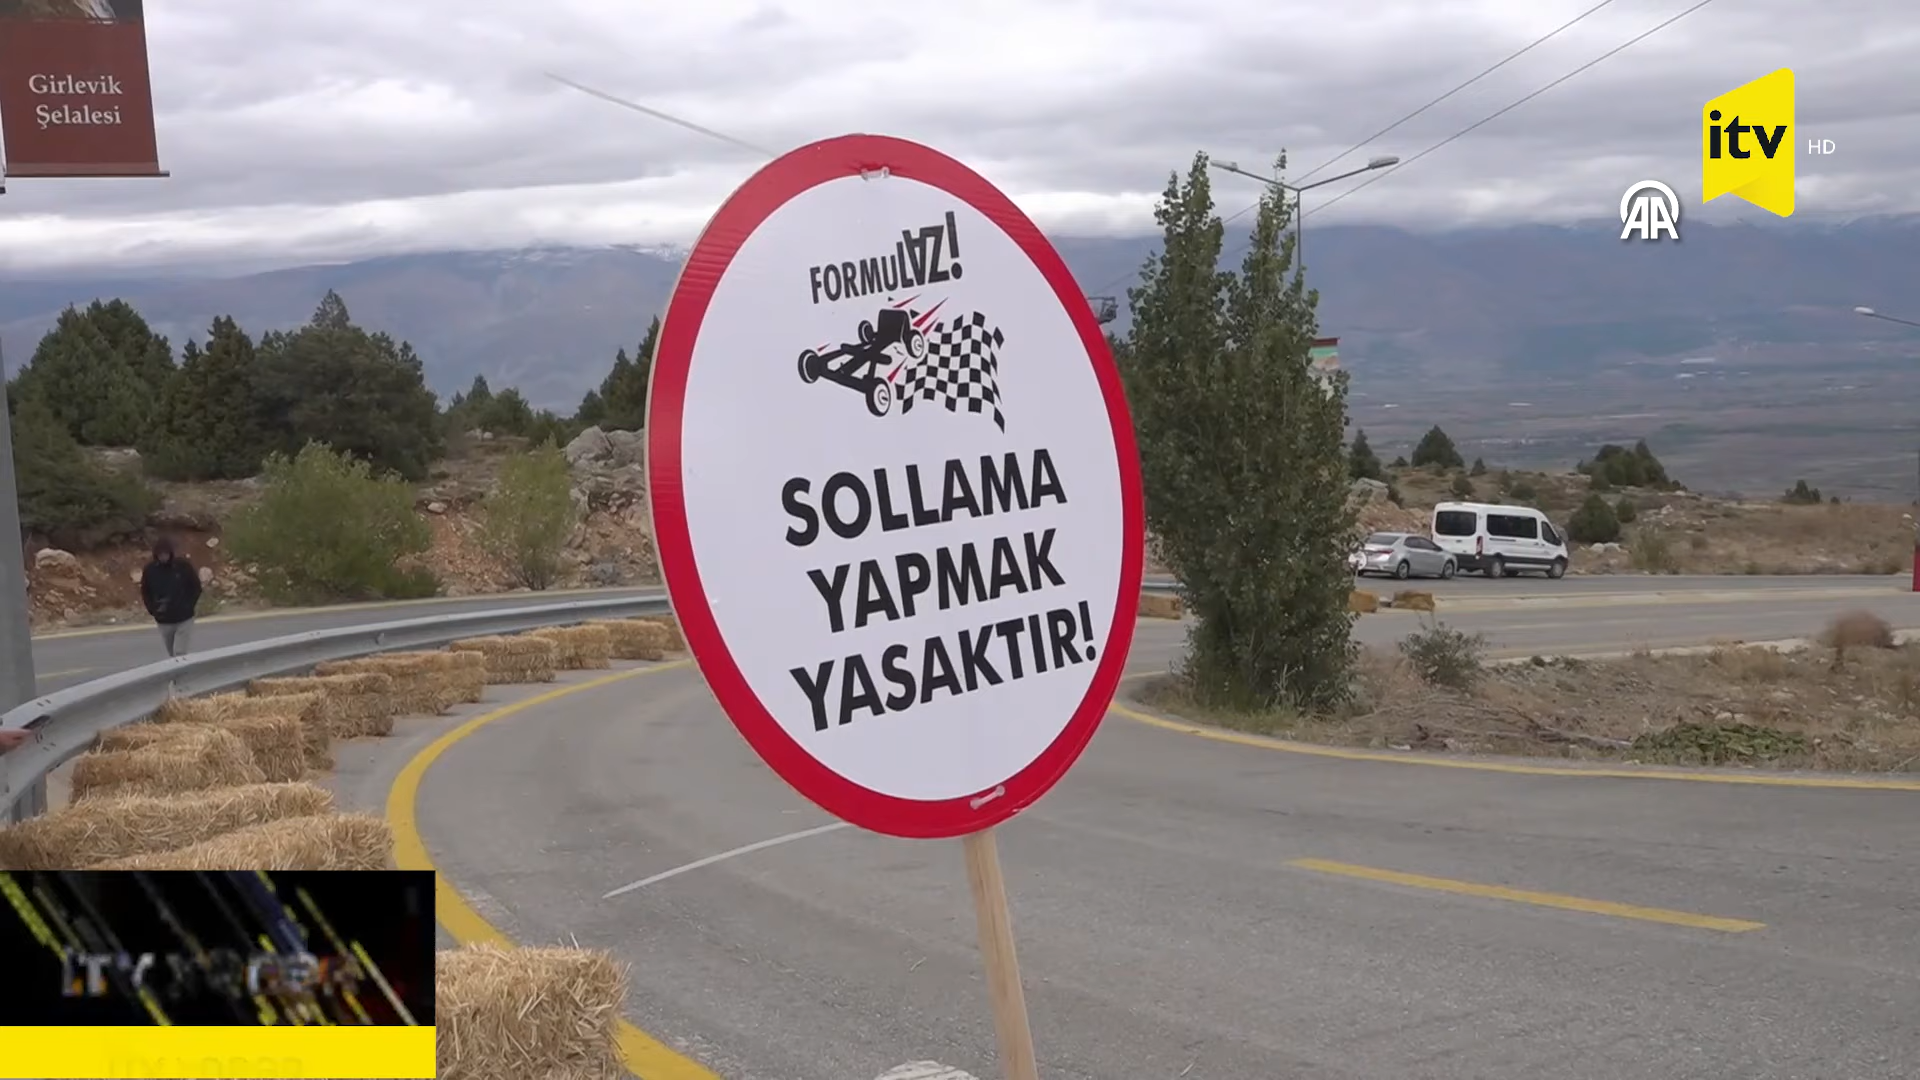 Girlevik
Şelalesi
itv HD
AA
FORMULAZ!
SOLLAMA
YAPMAK
YASAKTIR!